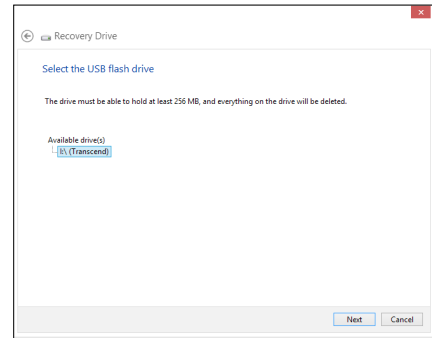 Recovery Drive
Select the USB flash drive
The drive must be able to hold at least 256 MB, and everything on the drive will be deleted.
Available drive(s)
I:\ (Transcend)
Next Cancel